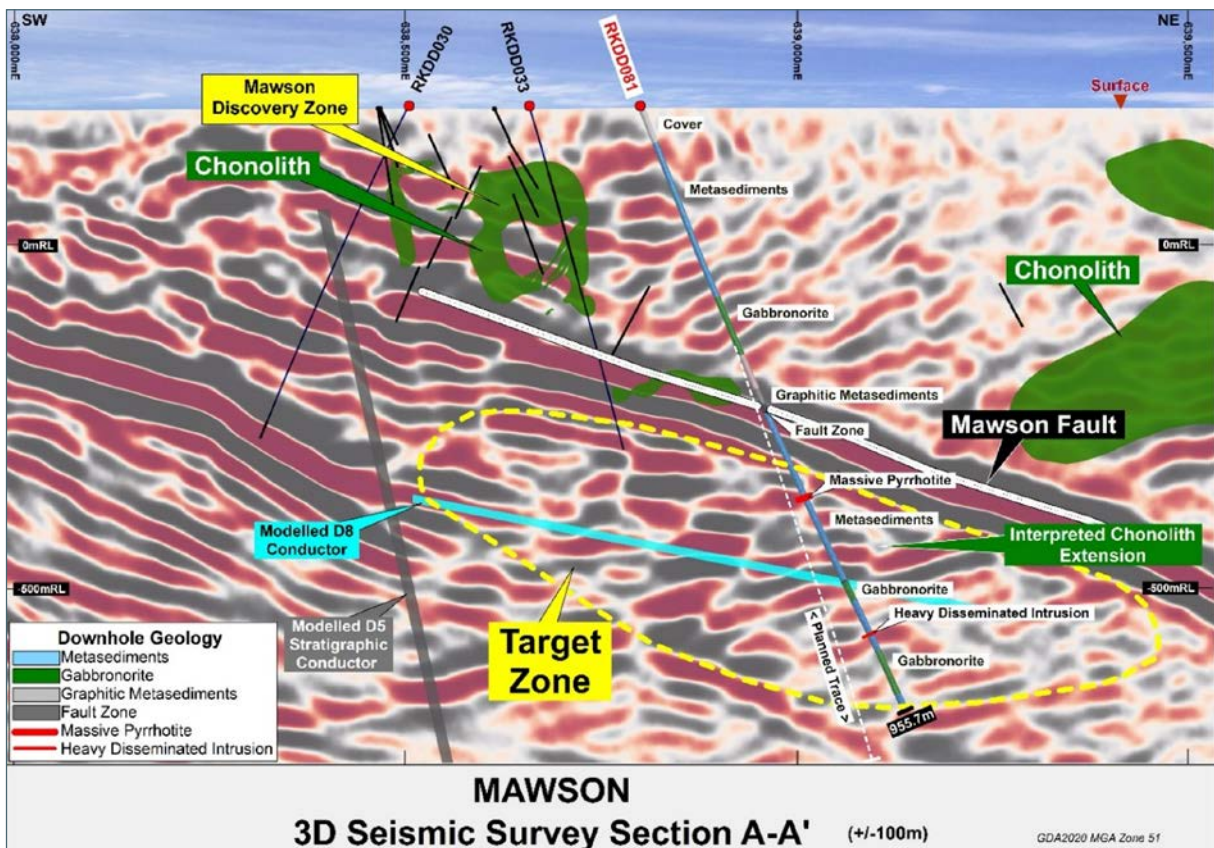 SW
NE
638,000mE
638,500mE
639,000mE
639,500mE
RKDD030
RKDD033
RKDD081
Surface
Mawson
Discovery Zone
Chonolith
Cover
Metasediments
0mRL
0mRL
Chonolith
Gabbronorite
Graphitic Metasediments
Fault Zone
Mawson Fault
Massive Pyrrhotite
Metasediments
Interpreted Chonolith
Extension
Modelled D8
Conductor
-500mRL
-500mRL
Gabbronorite
Heavy Disseminated Intrusion
Modelled D5
Stratigraphic
Conductor
Target
Zone
< Planned Trace >
Gabbronorite
955.7m
Downhole Geology
Metasediments
Gabbronorite
Graphitic Metasediments
Fault Zone
Massive Pyrrhotite
Heavy Disseminated Intrusion
MAWSON
3D Seismic Survey Section A-A' (+/-100m)
GDA2020 MGA Zone 51